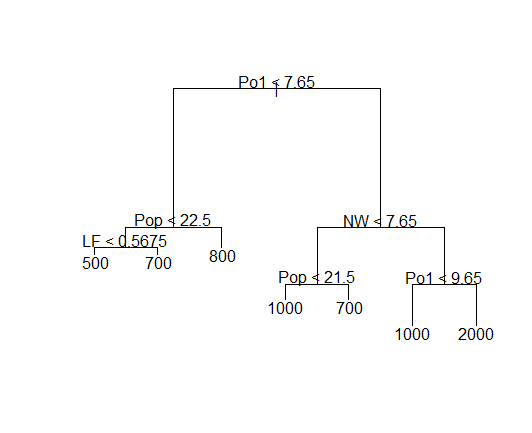 Po1 < 7.65
Pop < 22.5
NW < 7.65
LF < 0.5675
800
500
700
Pop < 21.5
Po1 < 9.65
1000
700
1000
2000